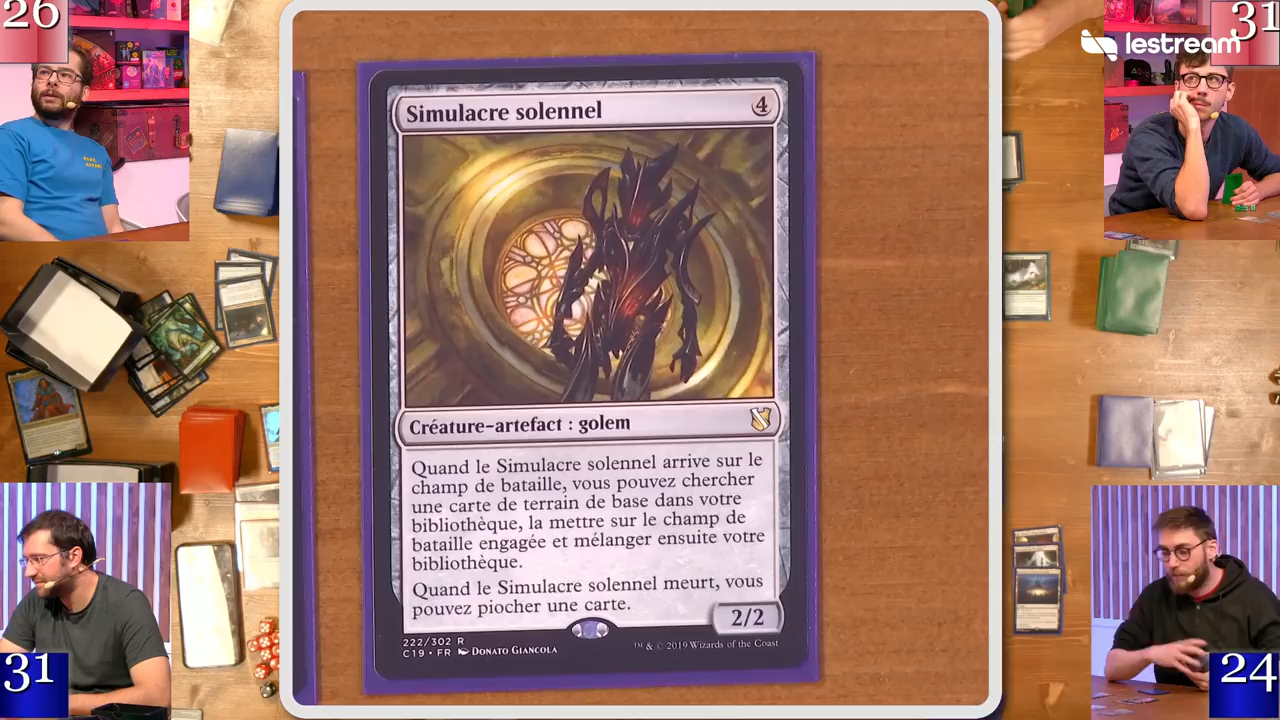 26
31
lestream
Simulacre solennel
4
Créature-artefact : golem
Quand le Simulacre solennel arrive sur le
champ de bataille, vous pouvez chercher
une carte de terrain de base dans votre
bibliothèque, la mettre sur le champ de
bataille engagée et mélanger ensuite votre
bibliothèque.
Quand le Simulacre solennel meurt, vous
pouvez piocher une carte.
2/2
222/302 R
C19 • FR DONATO GIANCOLA
™ & © 2019 Wizards of the Coast
31
24